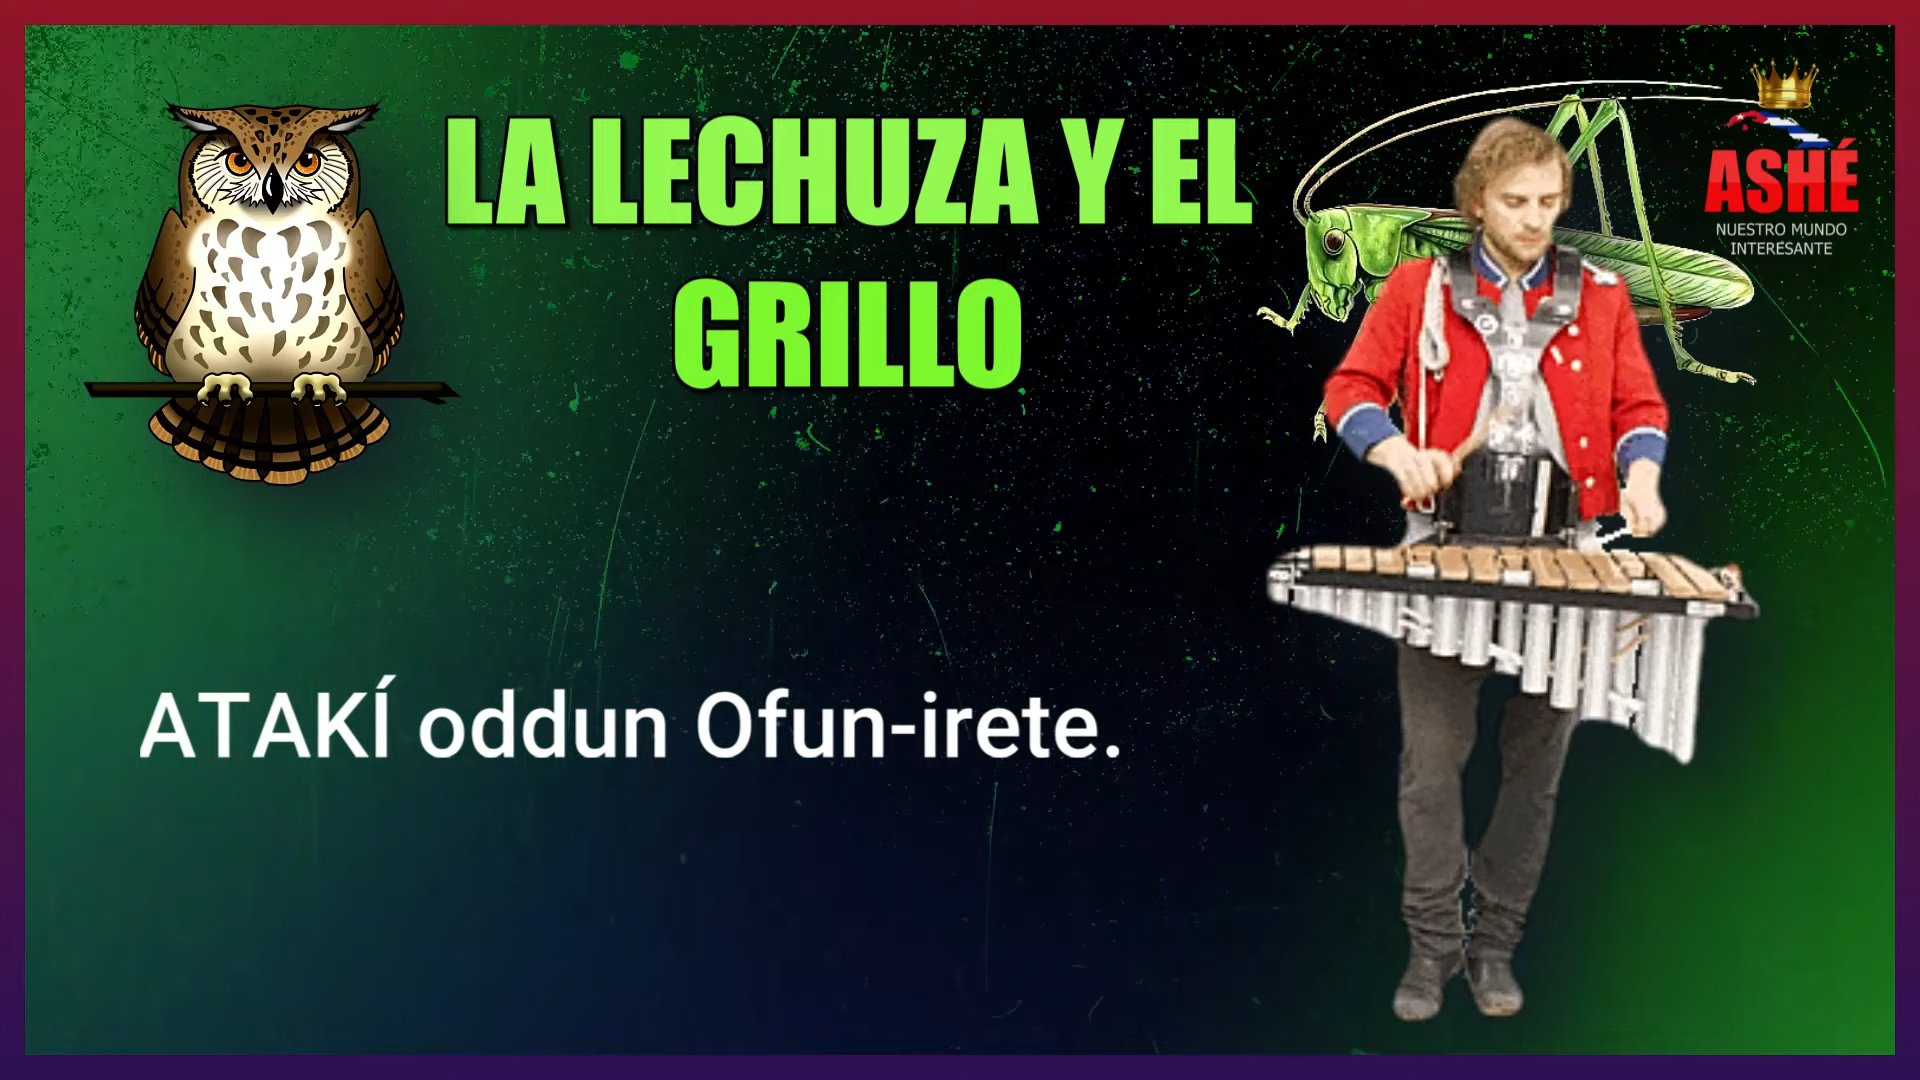 LA LECHUZA Y EL
GRILLO
ASHÉ
NUESTRO MUNDO
INTERESANTE
ATAKÍ oddun Ofun-irete.